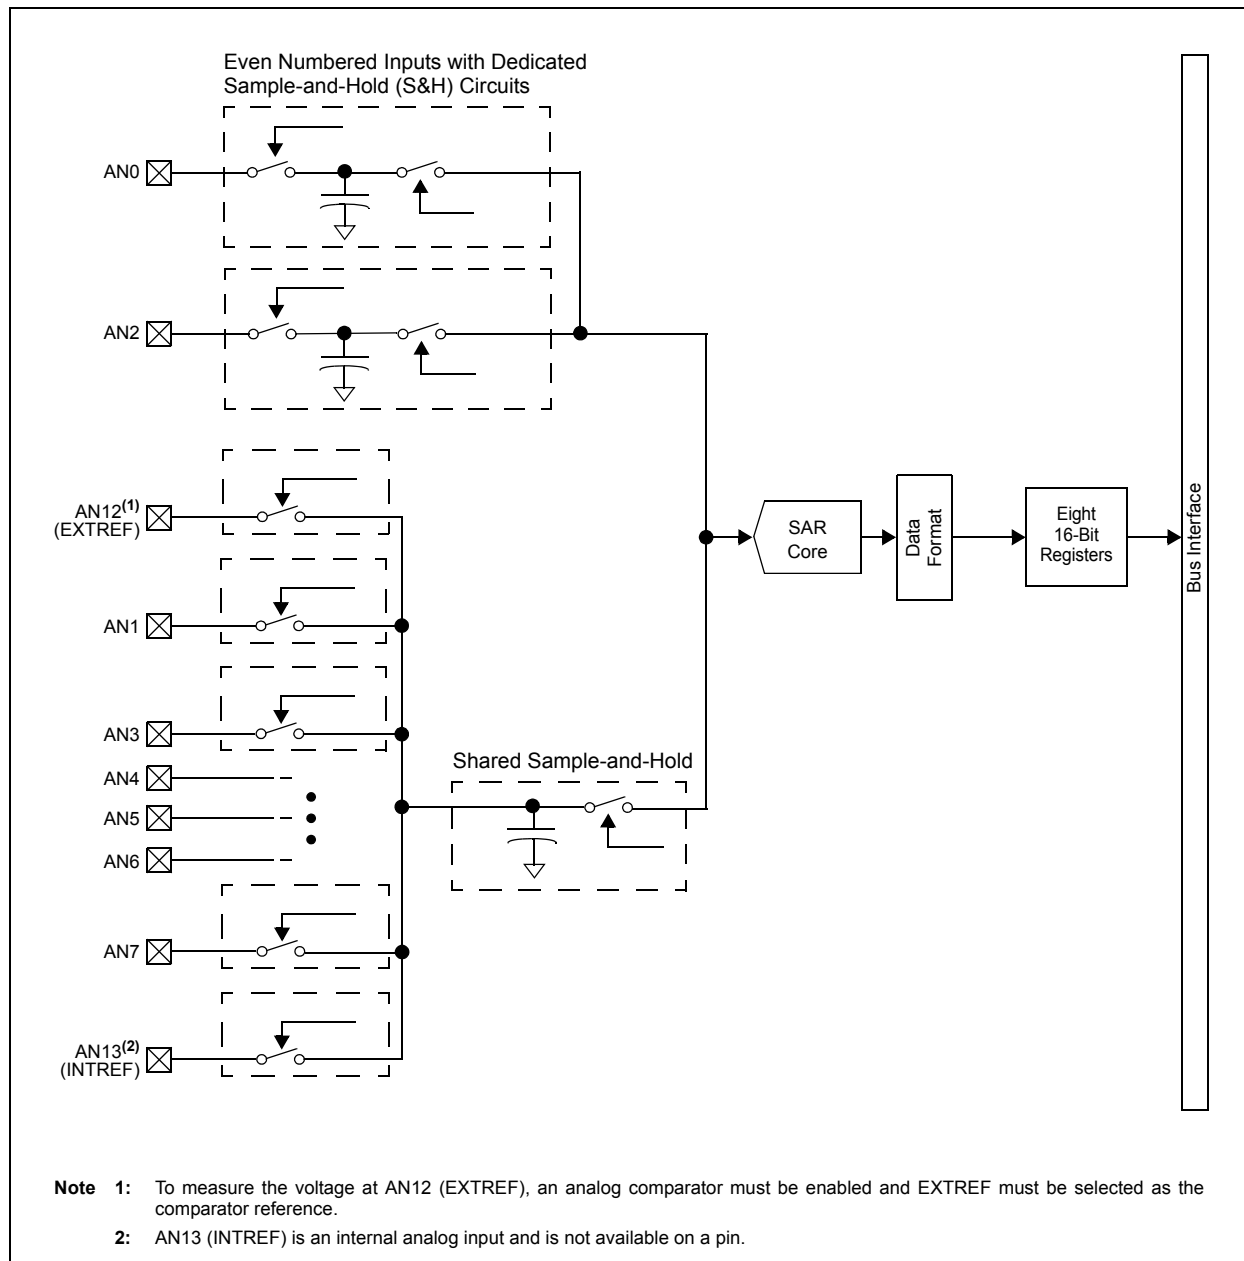 Even Numbered Inputs with Dedicated
Sample-and-Hold (S&H) Circuits
AN0
AN2
AN12(1)
(EXTREF)
AN1
AN3
AN4
AN5
AN6
AN7
AN13(2)
(INTREF)
Shared Sample-and-Hold
SAR
Core
Data
Format
Eight
16-Bit
Registers
Bus Interface
Note 1: To measure the voltage at AN12 (EXTREF), an analog comparator must be enabled and EXTREF must be selected as the
comparator reference.
2: AN13 (INTREF) is an internal analog input and is not available on a pin.